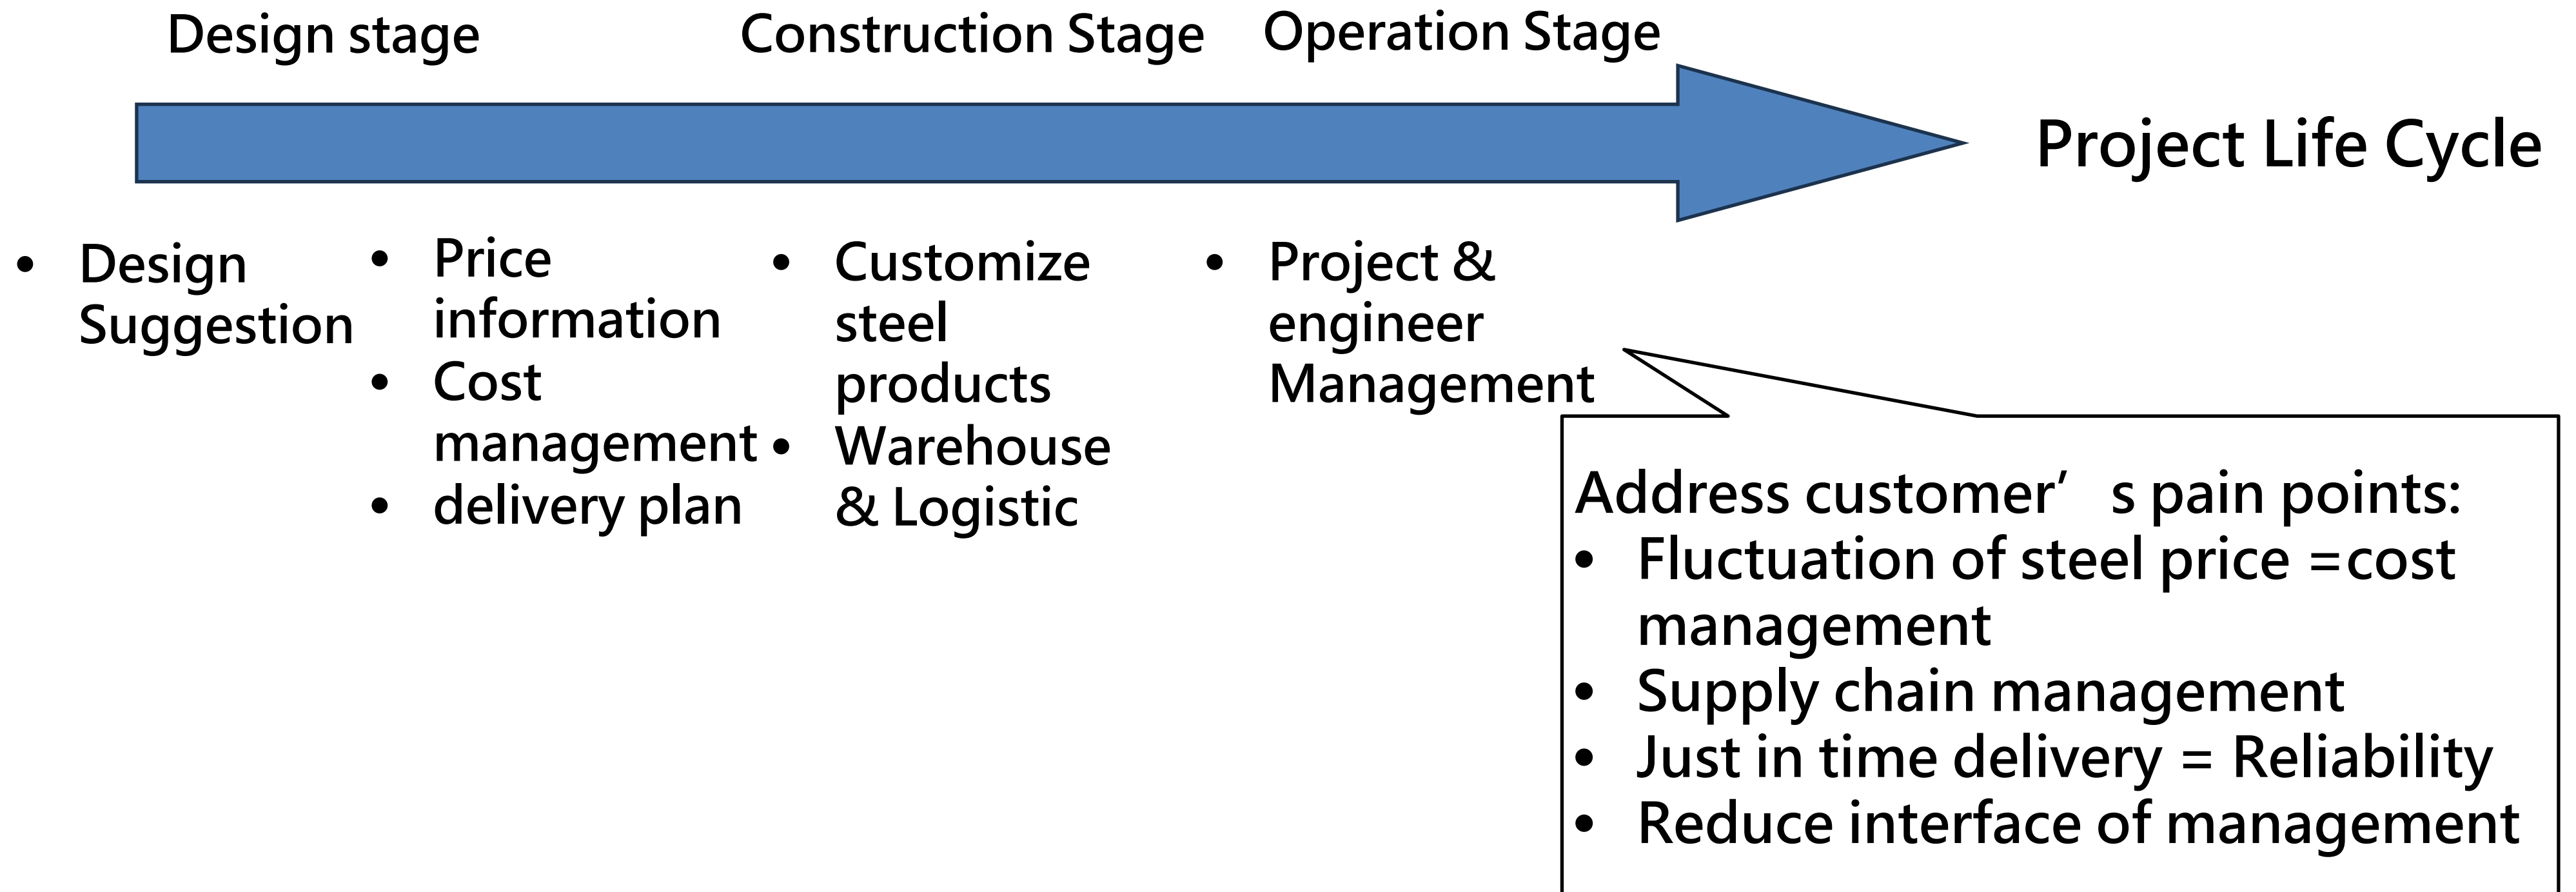 Design stage
Construction Stage
Operation Stage
Project Life Cycle
• Design
Suggestion
• Price
information
• Cost
management
• delivery plan
• Customize
steel
products
• Warehouse
& Logistic
• Project &
engineer
Management
Address customer’ s pain points:
• Fluctuation of steel price =cost
management
• Supply chain management
• Just in time delivery = Reliability
• Reduce interface of management